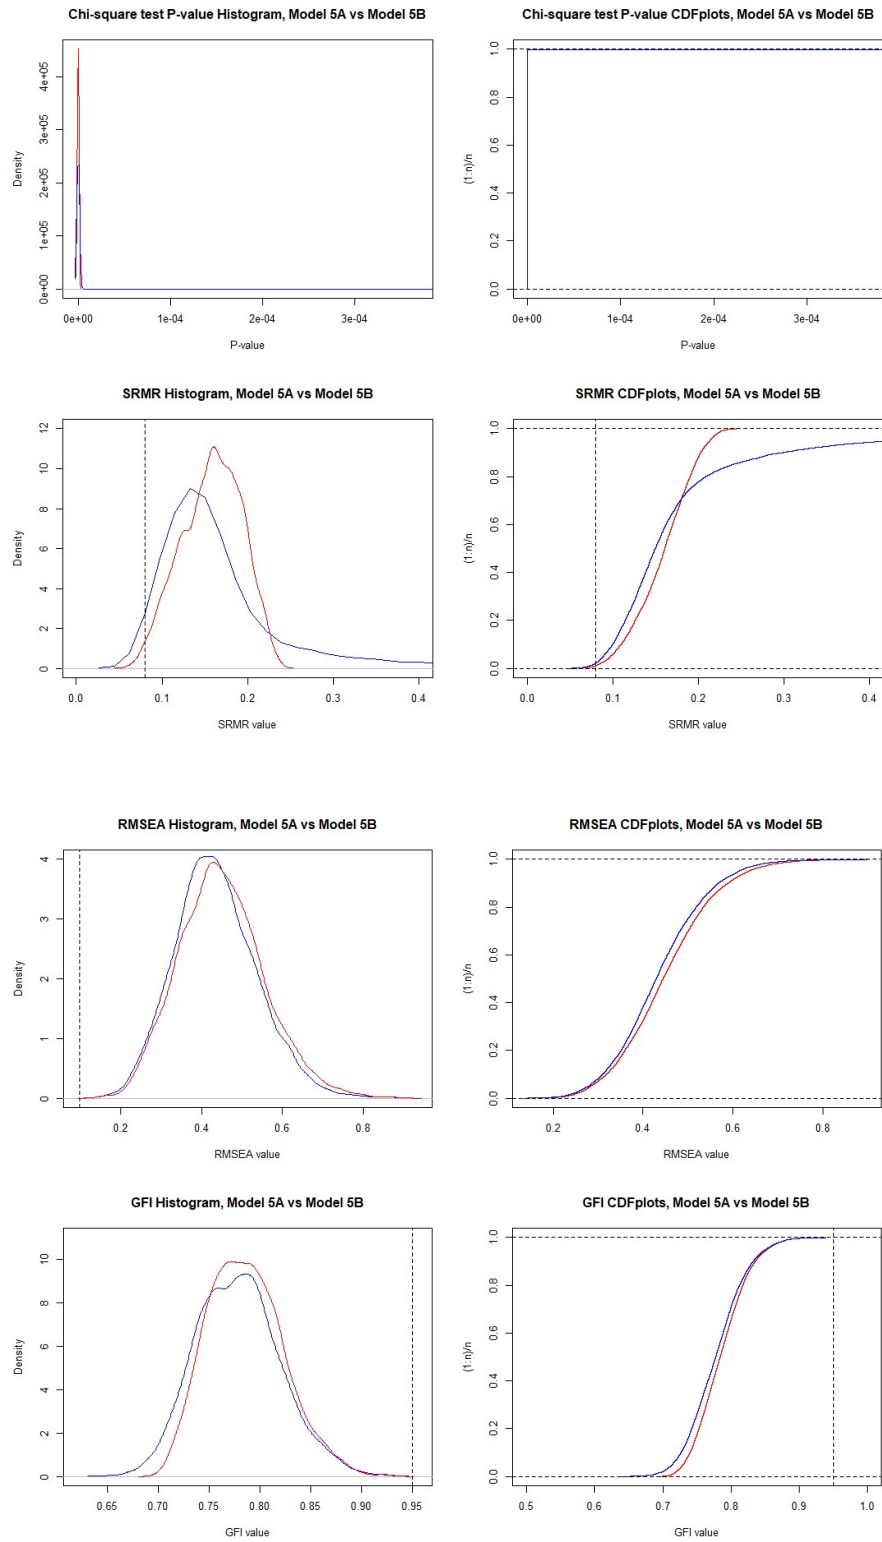 Chi-square test P-value Histogram, Model 5A vs Model 5B
Density
0e+00 1e+05 2e+05 3e+05 4e+05
0e+00 1e-04 2e-04 3e-04
P-value
Chi-square test P-value CDFplots, Model 5A vs Model 5B
(1:n)/n
0.0 0.2 0.4 0.6 0.8 1.0
0e+00 1e-04 2e-04 3e-04
P-value
SRMR Histogram, Model 5A vs Model 5B
Density
0 2 4 6 8 10 12
0.0 0.1 0.2 0.3 0.4
SRMR value
SRMR CDFplots, Model 5A vs Model 5B
(1:n)/n
0.0 0.2 0.4 0.6 0.8 1.0
0.0 0.1 0.2 0.3 0.4
SRMR value
RMSEA Histogram, Model 5A vs Model 5B
Density
0 1 2 3 4
0.2 0.4 0.6 0.8
RMSEA value
RMSEA CDFplots, Model 5A vs Model 5B
(1:n)/n
0.0 0.2 0.4 0.6 0.8 1.0
0.2 0.4 0.6 0.8
RMSEA value
GFI Histogram, Model 5A vs Model 5B
Density
0 2 4 6 8 10
0.65 0.70 0.75 0.80 0.85 0.90 0.95
GFI value
GFI CDFplots, Model 5A vs Model 5B
(1:n)/n
0.0 0.2 0.4 0.6 0.8 1.0
0.5 0.6 0.7 0.8 0.9 1.0
GFI value